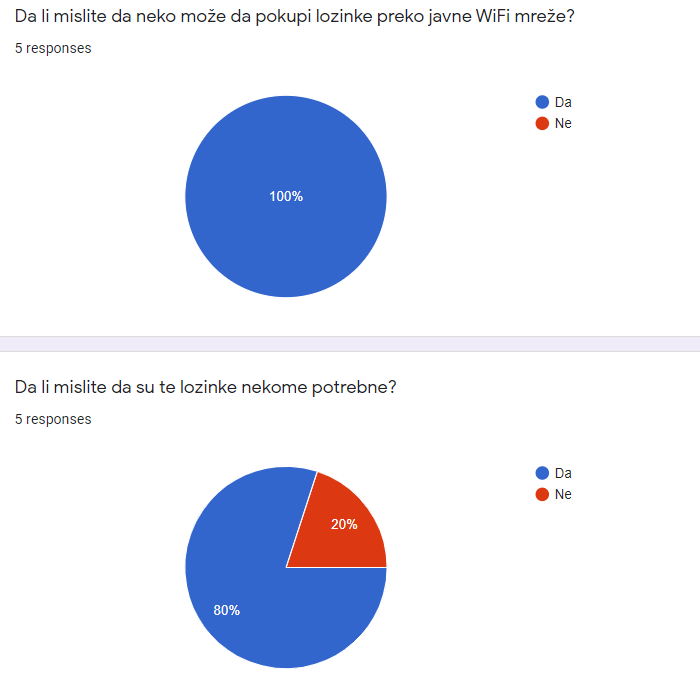 Da li mislite da neko može da pokupi lozinke preko javne WiFi mreže?
5 responses
Da
Ne
100%
Da li mislite da su te lozinke nekome potrebne?
5 responses
Da
Ne
20%
80%